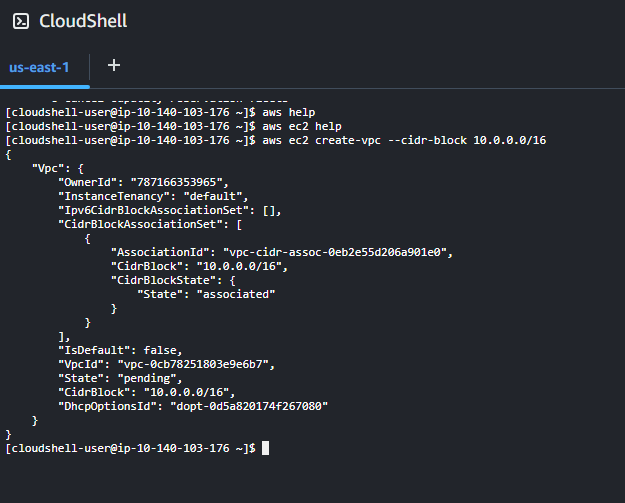 CloudShell
us-east-1 +
[cloudshell-user@ip-10-140-103-176 ~]$ aws help
[cloudshell-user@ip-10-140-103-176 ~]$ aws ec2 help
[cloudshell-user@ip-10-140-103-176 ~]$ aws ec2 create-vpc --cidr-block 10.0.0.0/16
{
    "Vpc": {
        "OwnerId": "787166353965",
        "InstanceTenancy": "default",
        "Ipv6CidrBlockAssociationSet": [],
        "CidrBlockAssociationSet": [
            {
                "AssociationId": "vpc-cidr-assoc-0eb2e55d206a901e0",
                "CidrBlock": "10.0.0.0/16",
                "CidrBlockState": {
                    "State": "associated"
                }
            }
        ],
        "IsDefault": false,
        "VpcId": "vpc-0cb78251803e9e6b7",
        "State": "pending",
        "CidrBlock": "10.0.0.0/16",
        "DhcpOptionsId": "dopt-0d5a820174f267080"
    }
}
[cloudshell-user@ip-10-140-103-176 ~]$